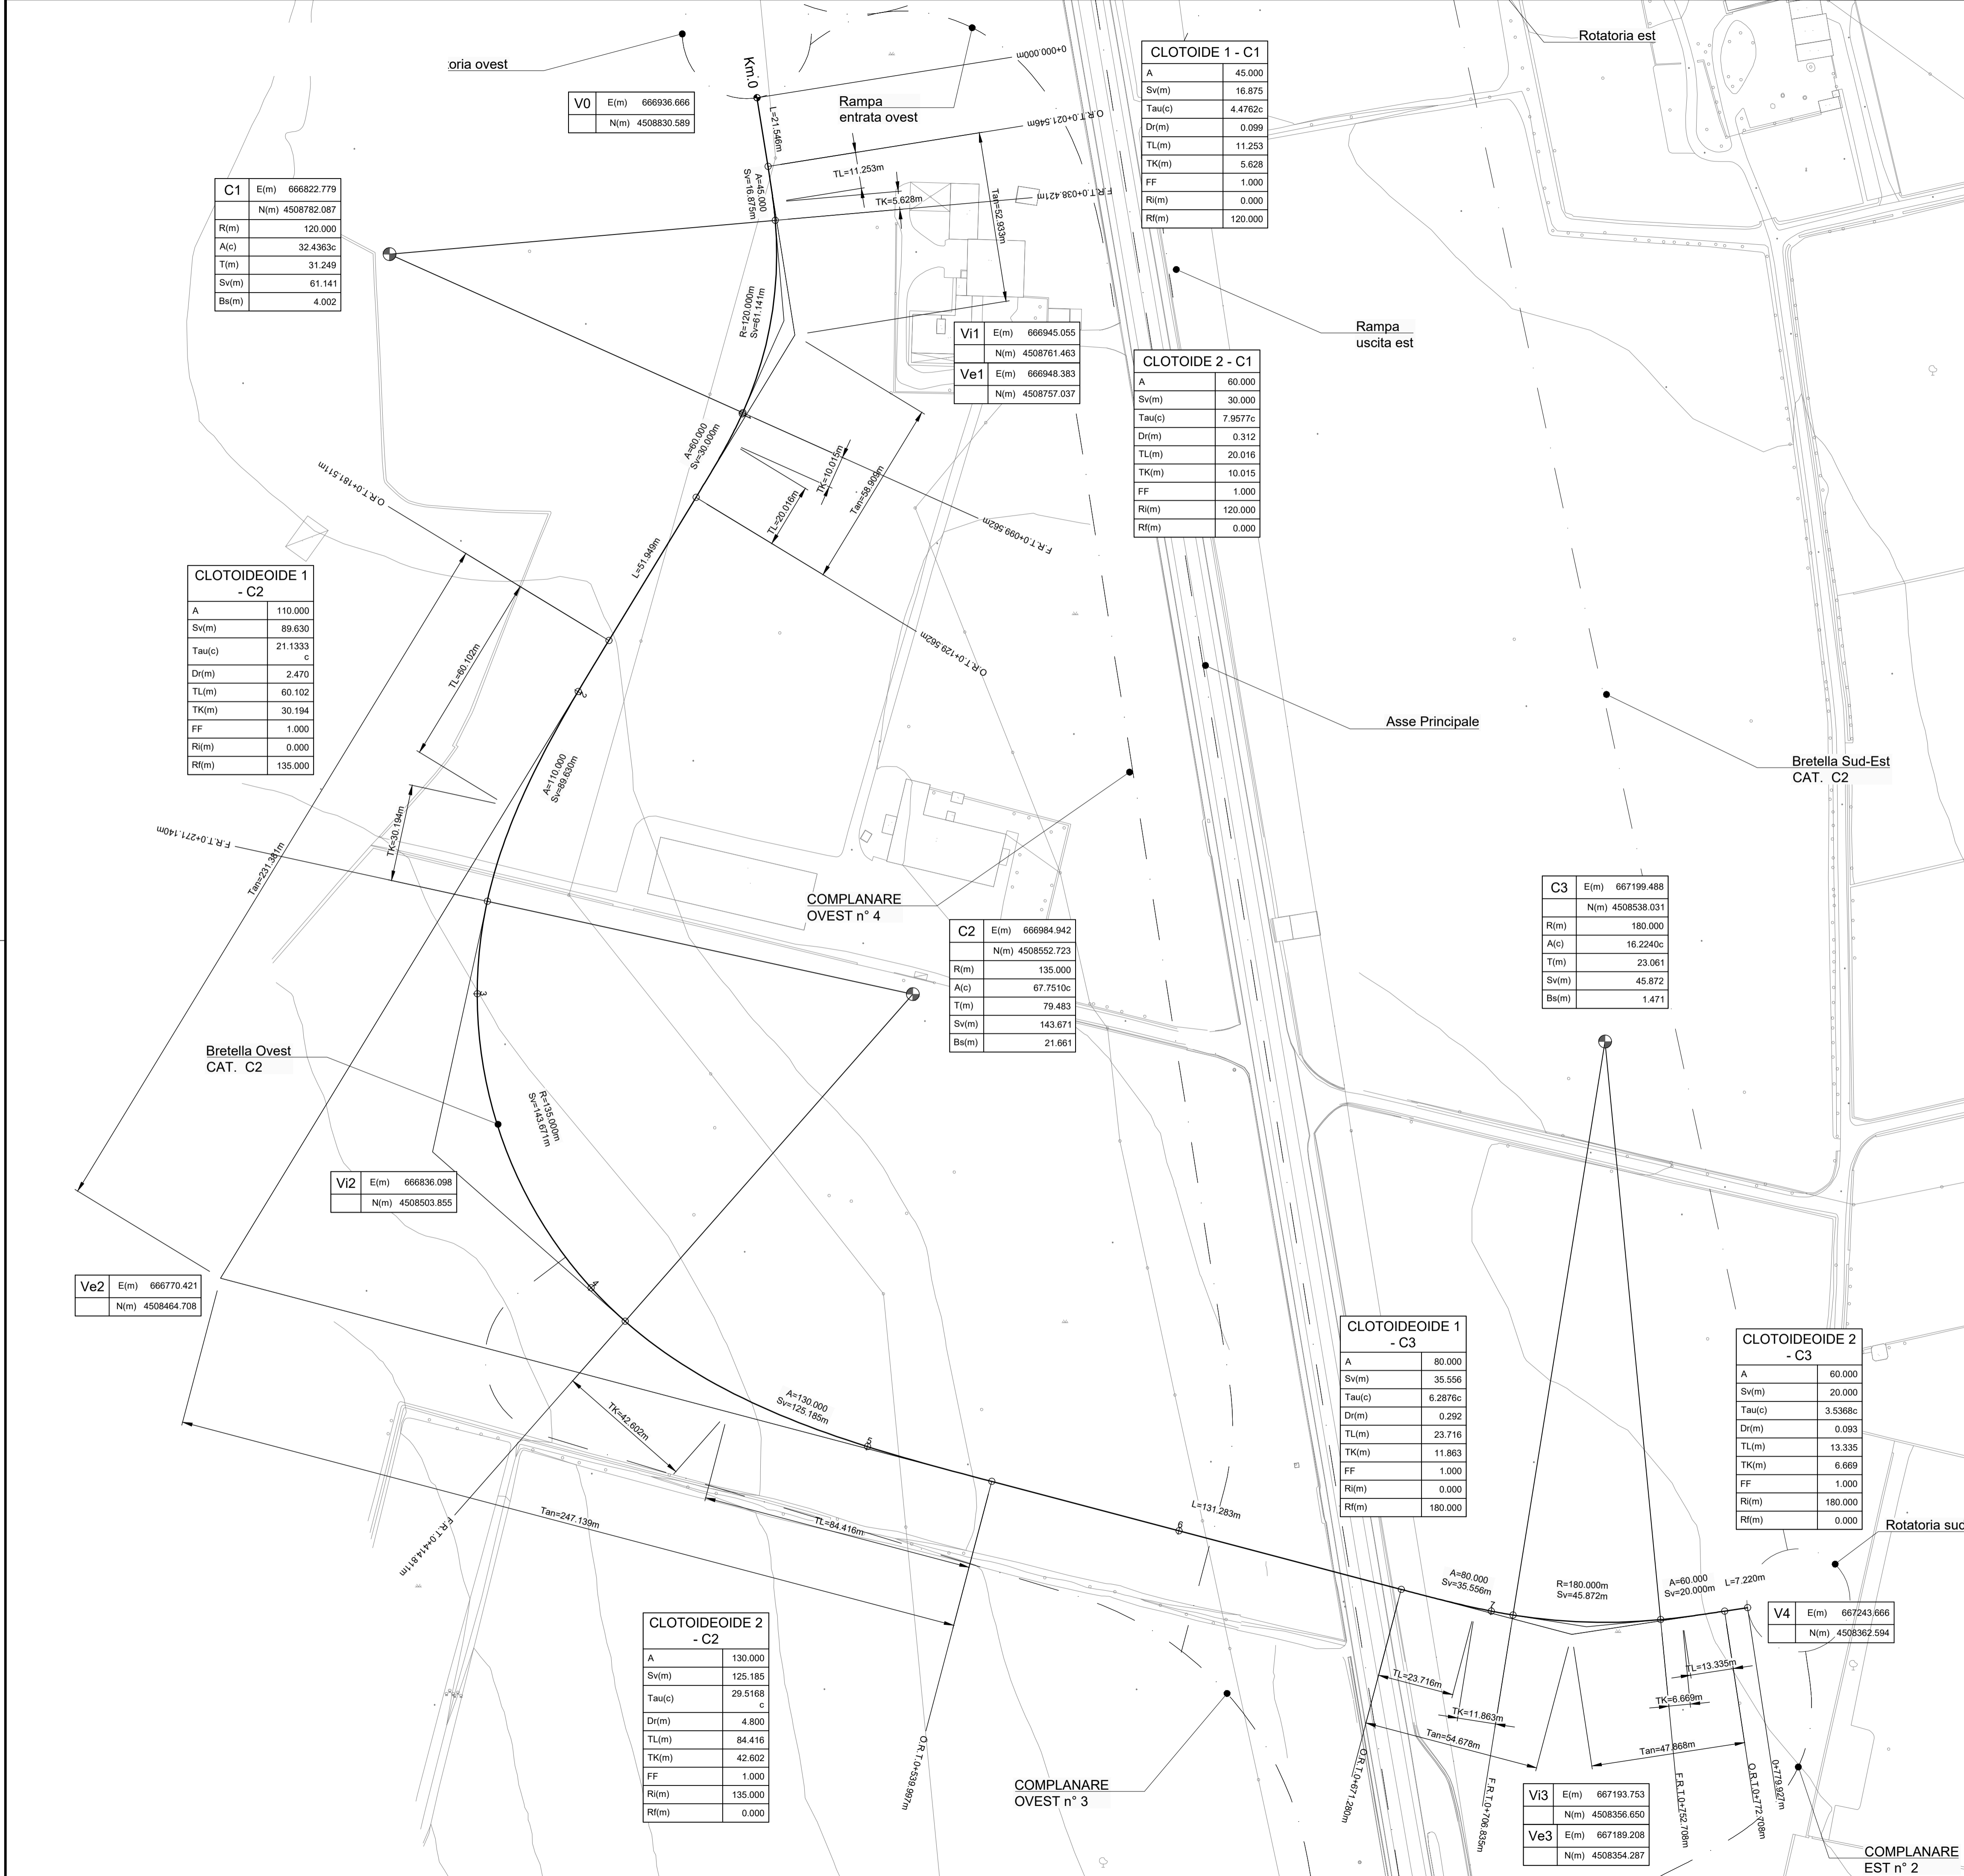 toria ovest
Rotatoria est
Km.0
0+000.000m
V0 E(m) 666936.666
N(m) 4508830.589
Rampa
entrata ovest
L=21.546m
O.R.T.0+021.546m
TL=11.253m
A=45.000
Sv=16.875m
TK=5.628m
F.R.T.0+038.421m
Tan=52.933m
CLOTOIDE 1 - C1
A 45.000
Sv(m) 16.875
Tau(c) 4.4762c
Dr(m) 0.099
TL(m) 11.253
TK(m) 5.628
FF 1.000
Ri(m) 0.000
Rf(m) 120.000
C1 E(m) 666822.779
N(m) 4508782.087
R(m) 120.000
A(c) 32.4363c
T(m) 31.249
Sv(m) 61.141
Bs(m) 4.002
R=120.000m
Sv=61.141m
Vi1 E(m) 666945.055
N(m) 4508761.463
Ve1 E(m) 666948.383
N(m) 4508757.037
Rampa
uscita est
CLOTOIDE 2 - C1
A 60.000
Sv(m) 30.000
Tau(c) 7.9577c
Dr(m) 0.312
TL(m) 20.016
TK(m) 10.015
FF 1.000
Ri(m) 120.000
Rf(m) 0.000
1
A=60.000
Sv=30.000m
TK=10.015m
TL=20.016m
Tan=58.909m
F.R.T.0+099.562m
O.R.T.0+129.562m
L=51.949m
O.R.T.0+181.511m
CLOTOIDEOIDE 1
- C2
A 110.000
Sv(m) 89.630
Tau(c) 21.1333
c
Dr(m) 2.470
TL(m) 60.102
TK(m) 30.194
FF 1.000
Ri(m) 0.000
Rf(m) 135.000
TL=60.102m
2
A=110.000
Sv=89.630m
TK=30.194m
F.R.T.0+271.140m
Tan=231.381m
Asse Principale
Bretella Sud-Est
CAT. C2
COMPLANARE
OVEST n° 4
C2 E(m) 666984.942
N(m) 4508552.723
R(m) 135.000
A(c) 67.7510c
T(m) 79.483
Sv(m) 143.671
Bs(m) 21.661
C3 E(m) 667199.488
N(m) 4508538.031
R(m) 180.000
A(c) 16.2240c
T(m) 23.061
Sv(m) 45.872
Bs(m) 1.471
3
Bretella Ovest
CAT. C2
R=135.000m
Sv=143.671m
Vi2 E(m) 666836.098
N(m) 4508503.855
Ve2 E(m) 666770.421
N(m) 4508464.708
4
A=130.000
Sv=125.185m
TK=42.602m
5
F.R.T.0+414.811m
Tan=247.139m
TL=84.416m
L=131.283m
6
CLOTOIDEOIDE 1
- C3
A 80.000
Sv(m) 35.556
Tau(c) 6.2876c
Dr(m) 0.292
TL(m) 23.716
TK(m) 11.863
FF 1.000
Ri(m) 0.000
Rf(m) 180.000
CLOTOIDEOIDE 2
- C3
A 60.000
Sv(m) 20.000
Tau(c) 3.5368c
Dr(m) 0.093
TL(m) 13.335
TK(m) 6.669
FF 1.000
Ri(m) 180.000
Rf(m) 0.000
Rotatoria sud
A=80.000
Sv=35.556m
7
R=180.000m
Sv=45.872m
A=60.000
Sv=20.000m
L=7.220m
V4 E(m) 667243.666
N(m) 4508362.594
CLOTOIDEOIDE 2
- C2
A 130.000
Sv(m) 125.185
Tau(c) 29.5168
c
Dr(m) 4.800
TL(m) 84.416
TK(m) 42.602
FF 1.000
Ri(m) 135.000
Rf(m) 0.000
O.R.T.0+539.997m
COMPLANARE
OVEST n° 3
TL=23.716m
TK=11.863m
Tan=54.678m
TL=13.335m
TK=6.669m
Tan=47.868m
O.R.T.0+671.280m
F.R.T.0+706.835m
F.R.T.0+752.708m
O.R.T.0+772.708m
0+779.927m
Vi3 E(m) 667193.753
N(m) 4508356.650
Ve3 E(m) 667189.208
N(m) 4508354.287
COMPLANARE
EST n° 2